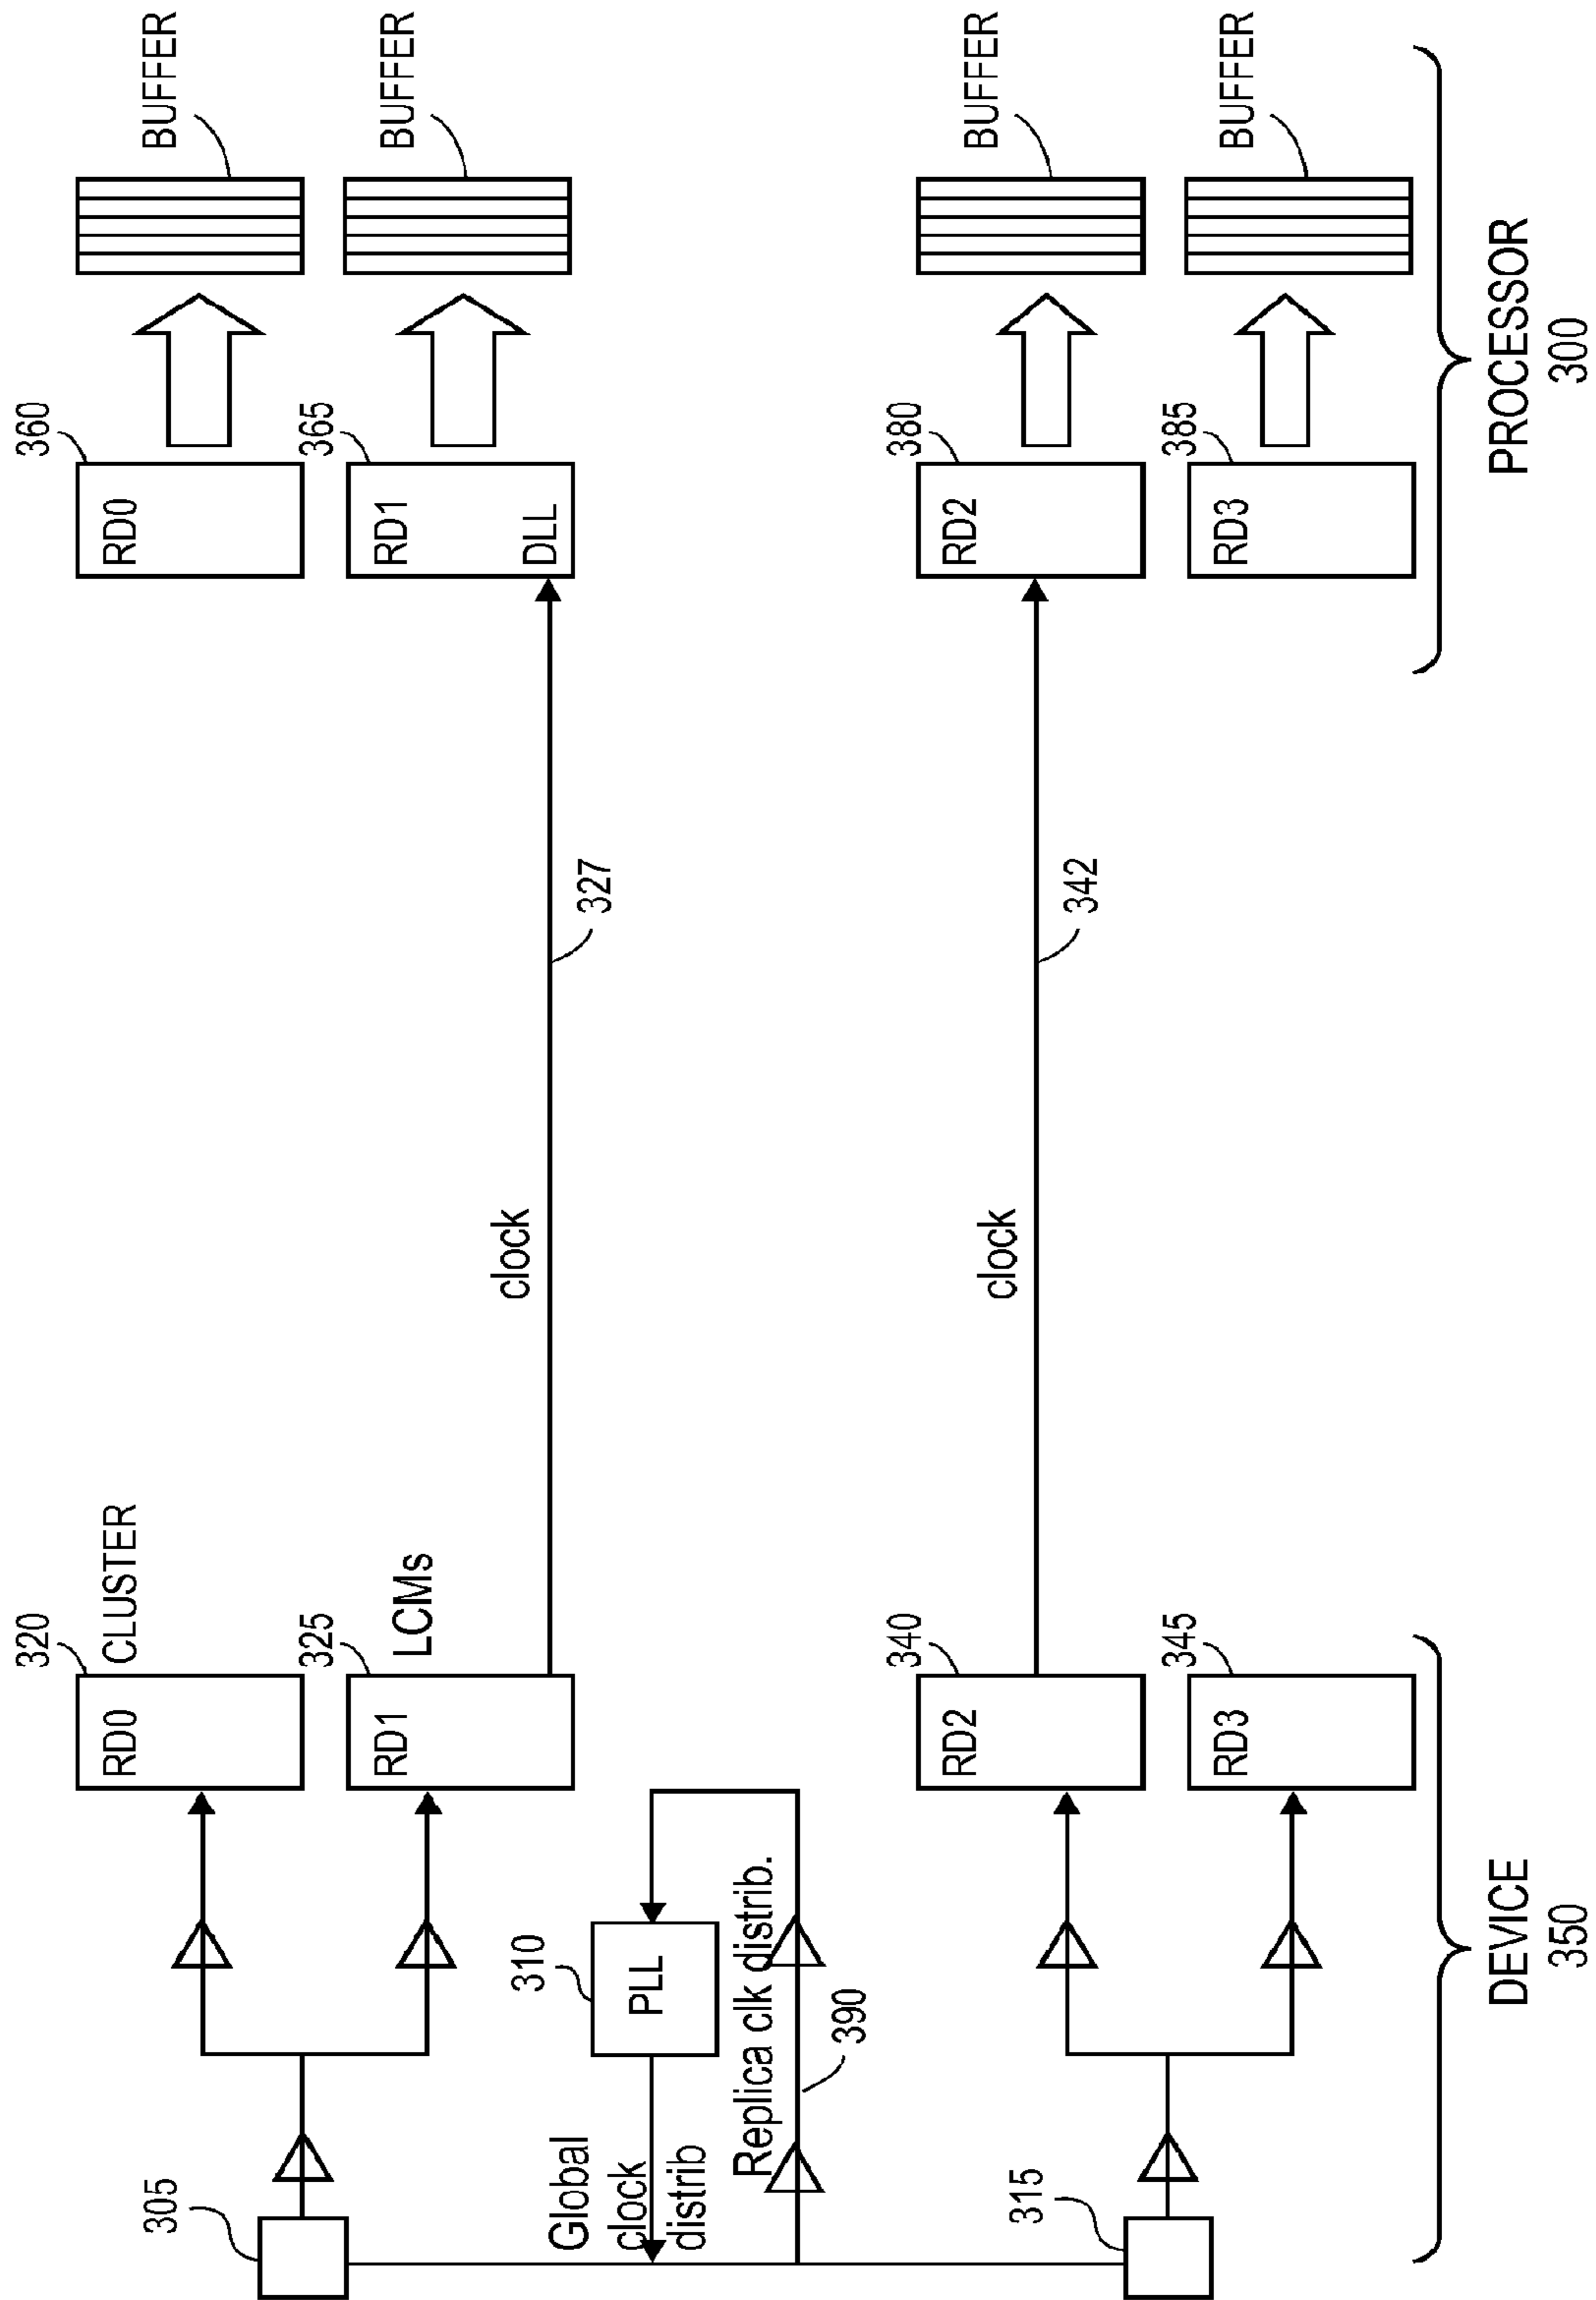 320
CLUSTER
RD0
325
LCMs
RD1
305
Global
clock
distrib
310
PLL
Replica clk distrib.
390
340
RD2
345
RD3
315
DEVICE
350
clock
327
clock
342
360
RD0
BUFFER
365
RD1
DLL
BUFFER
380
RD2
BUFFER
385
RD3
BUFFER
PROCESSOR
300